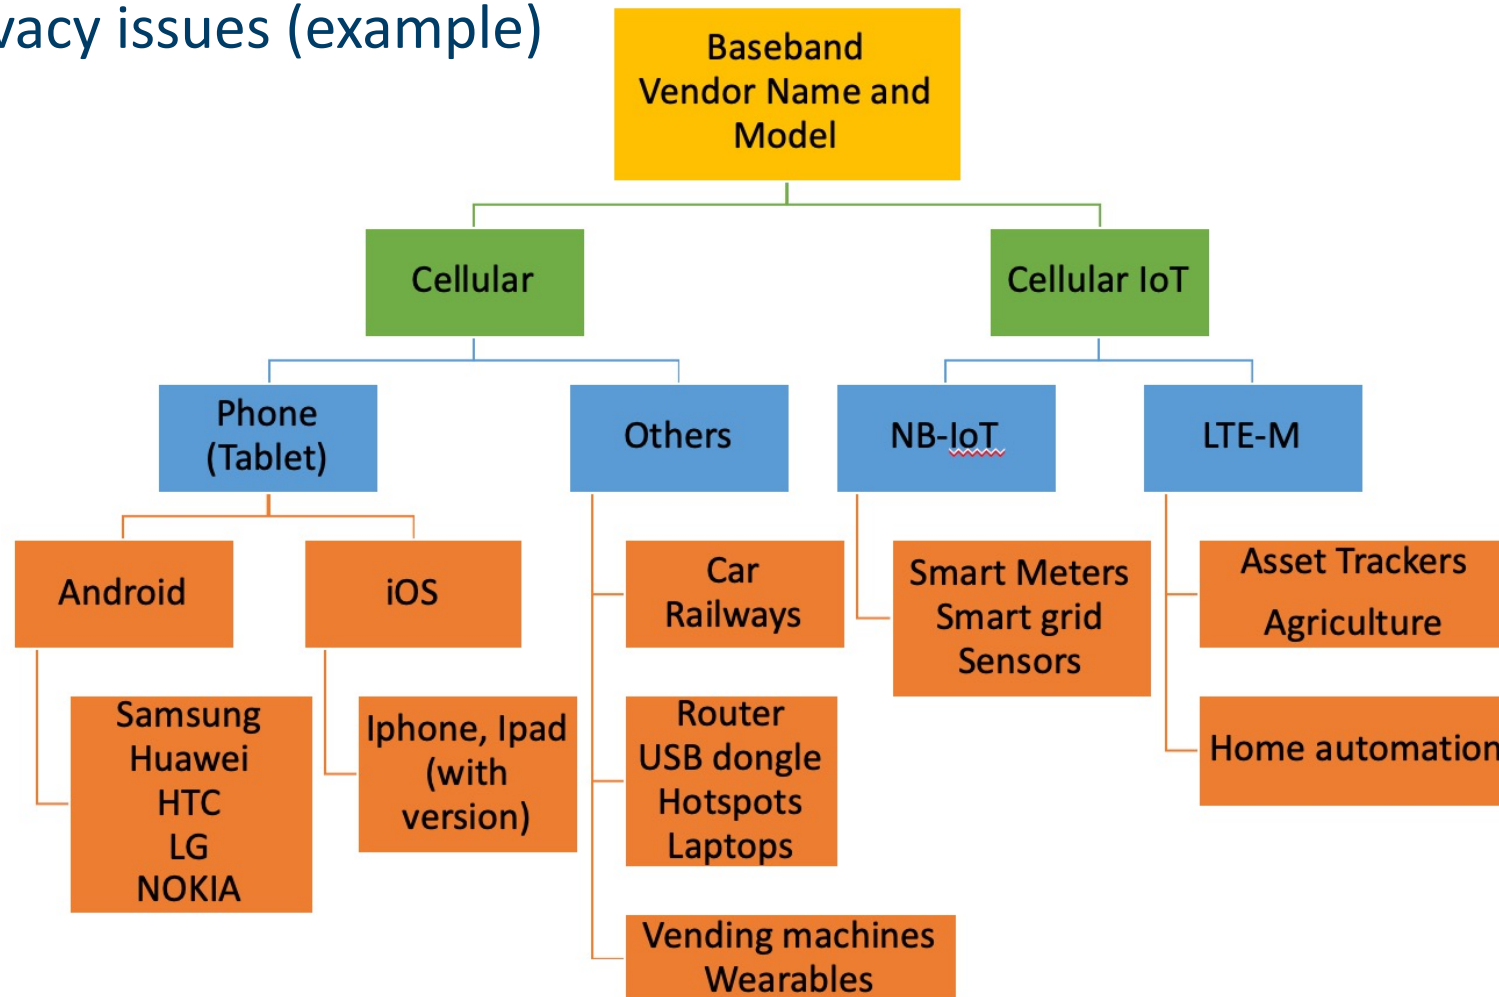 vacy issues (example)
Baseband
Vendor Name and
Model
Cellular
Cellular IoT
Phone
(Tablet)
Others
NB-IoT
LTE-M
Android
iOS
Car
Railways
Smart Meters
Smart grid
Sensors
Asset Trackers
Agriculture
Samsung
Huawei
HTC
LG
NOKIA
Iphone, Ipad
(with
version)
Router
USB dongle
Hotspots
Laptops
Home automation
Vending machines
Wearables